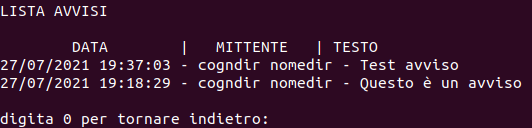 LISTA AVVISI
DATA | MITTENTE | TESTO
27/07/2021 19:37:03 - cogndir nomedir - Test avviso
27/07/2021 19:18:29 - cogndir nomedir - Questo è un avviso
digita 0 per tornare indietro: